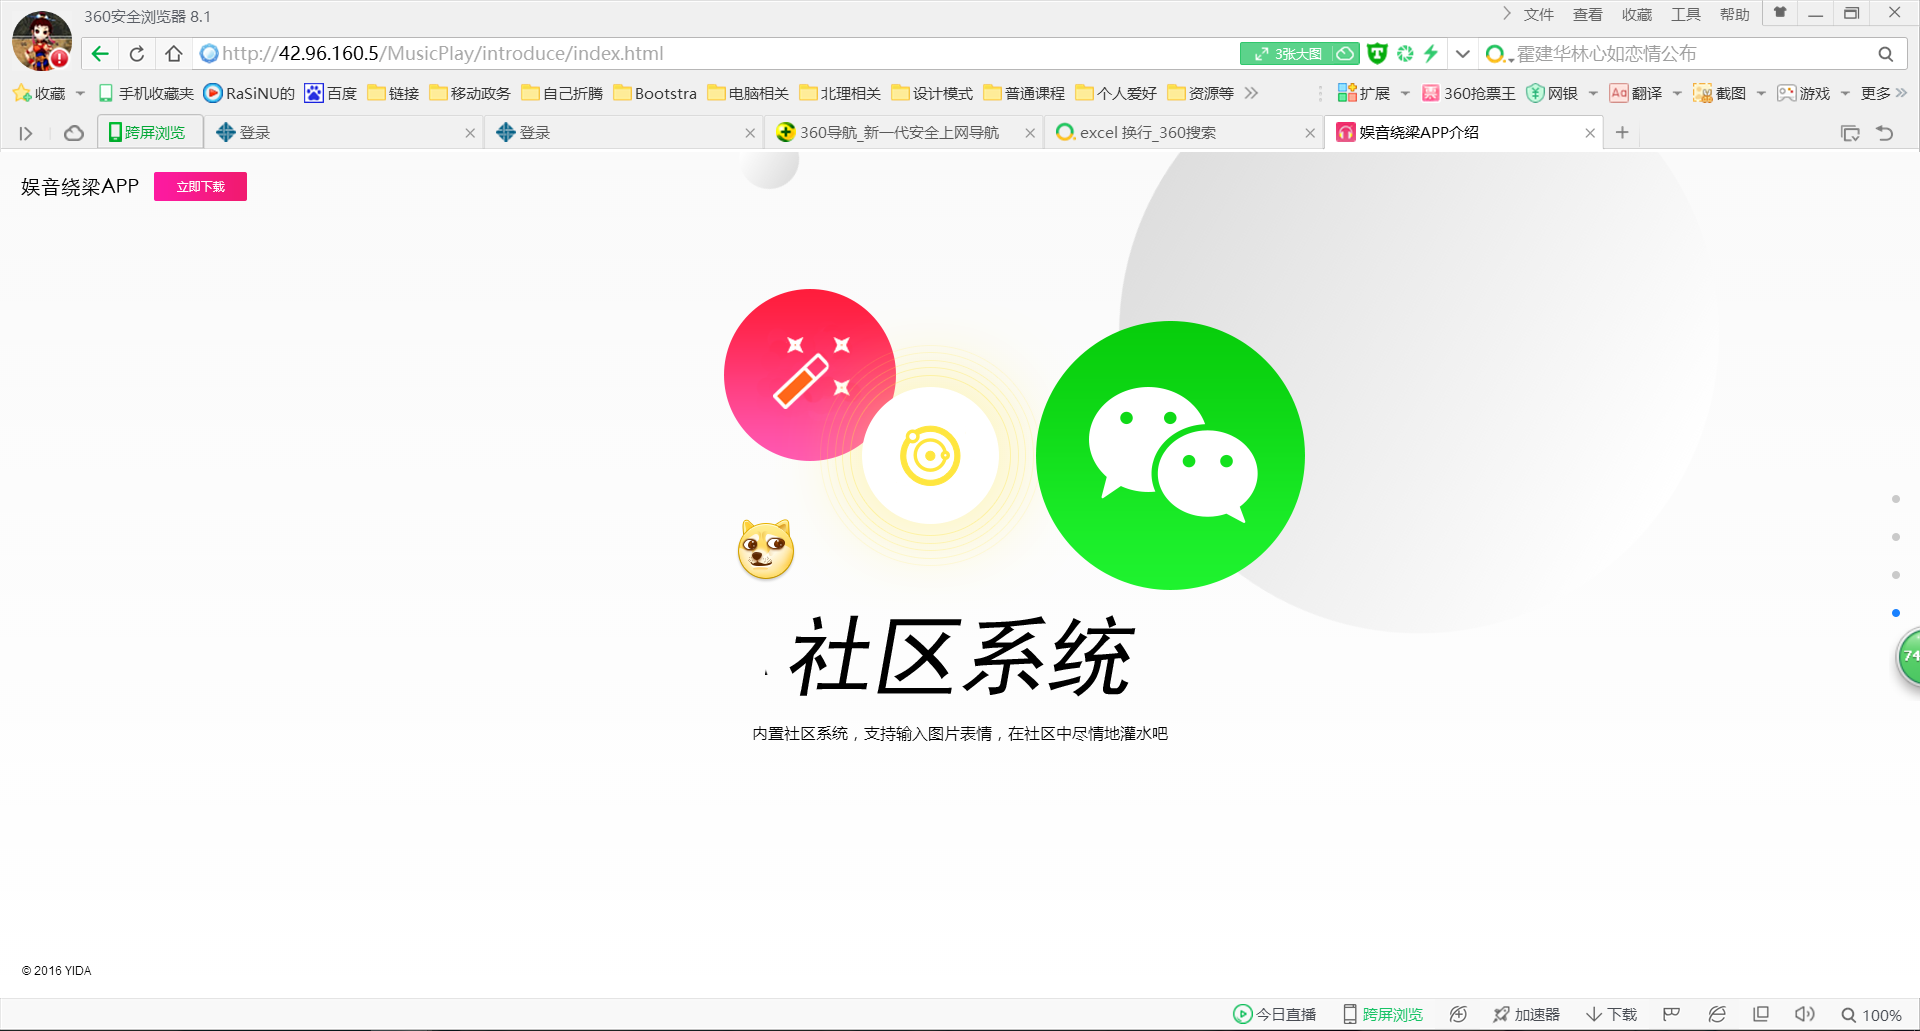 360安全浏览器 8.1
文件 查看 收藏 工具 帮助
http://42.96.160.5/MusicPlay/introduce/index.html
3张大图
霍建华林心如恋情公布
收藏 手机收藏夹 RaSiNU的 百度 链接 移动政务 自己折腾 Bootstra 电脑相关 北理相关 设计模式 普通课程 个人爱好 资源等
扩展 360抢票王 网银 Aa 翻译 截图 游戏 更多
跨屏浏览 登录 登录 360导航_新一代安全上网导航 excel 换行_360搜索 娱音绕梁APP介绍
娱音绕梁APP 立即下载
74
社区系统
内置社区系统，支持输入图片表情，在社区中尽情地灌水吧
© 2016 YIDA
今日直播 跨屏浏览 加速器 下载 100%